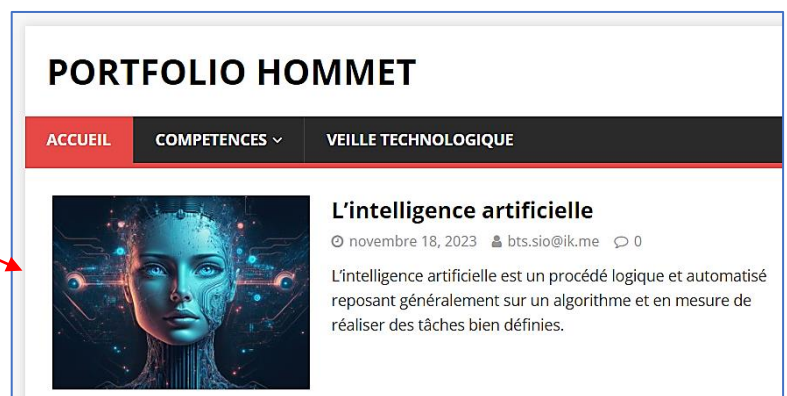 PORTFOLIO HOMMET
ACCUEIL COMPETENCES VEILLE TECHNOLOGIQUE
L'intelligence artificielle
novembre 18, 2023 bts.sio@ik.me 0
L'intelligence artificielle est un procédé logique et automatisé
reposant généralement sur un algorithme et en mesure de
réaliser des tâches bien définies.